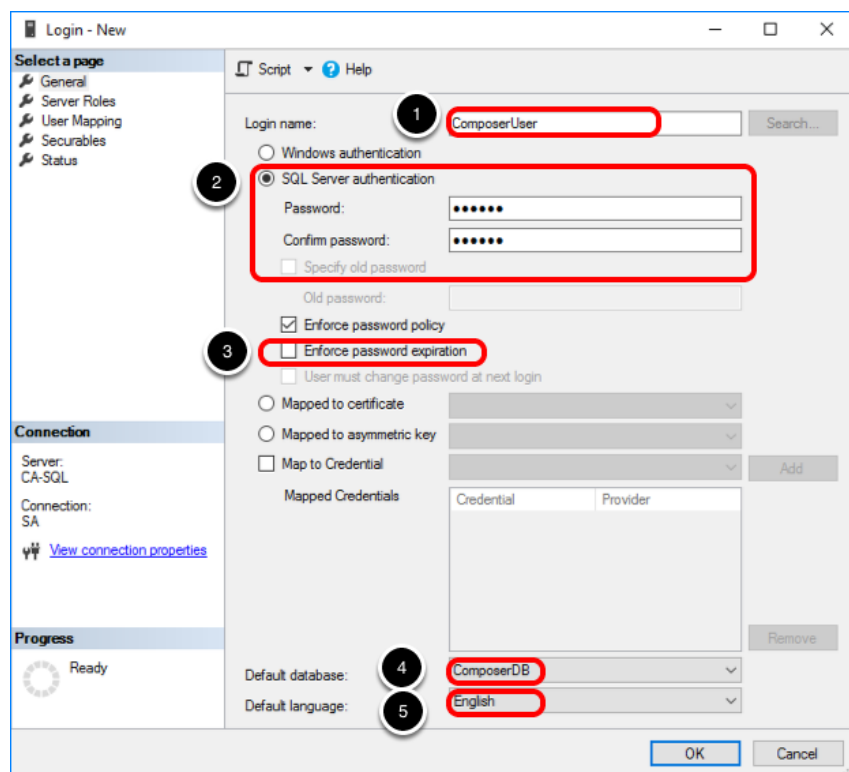 Login - New
Select a page
General
Server Roles
User Mapping
Securables
Status
Script
Help
1
Login name:
ComposerUser
Search...
Windows authentication
2
SQL Server authentication
Password:
••••••
Confirm password:
••••••
Specify old password
Old password:
Enforce password policy
3
Enforce password expiration
User must change password at next login
Mapped to certificate
Mapped to asymmetric key
Map to Credential
Add
Mapped Credentials
Credential
Provider
Remove
Connection
Server:
CA-SQL
Connection:
SA
View connection properties
Progress
Ready
Default database:
4
ComposerDB
Default language:
5
English
OK
Cancel